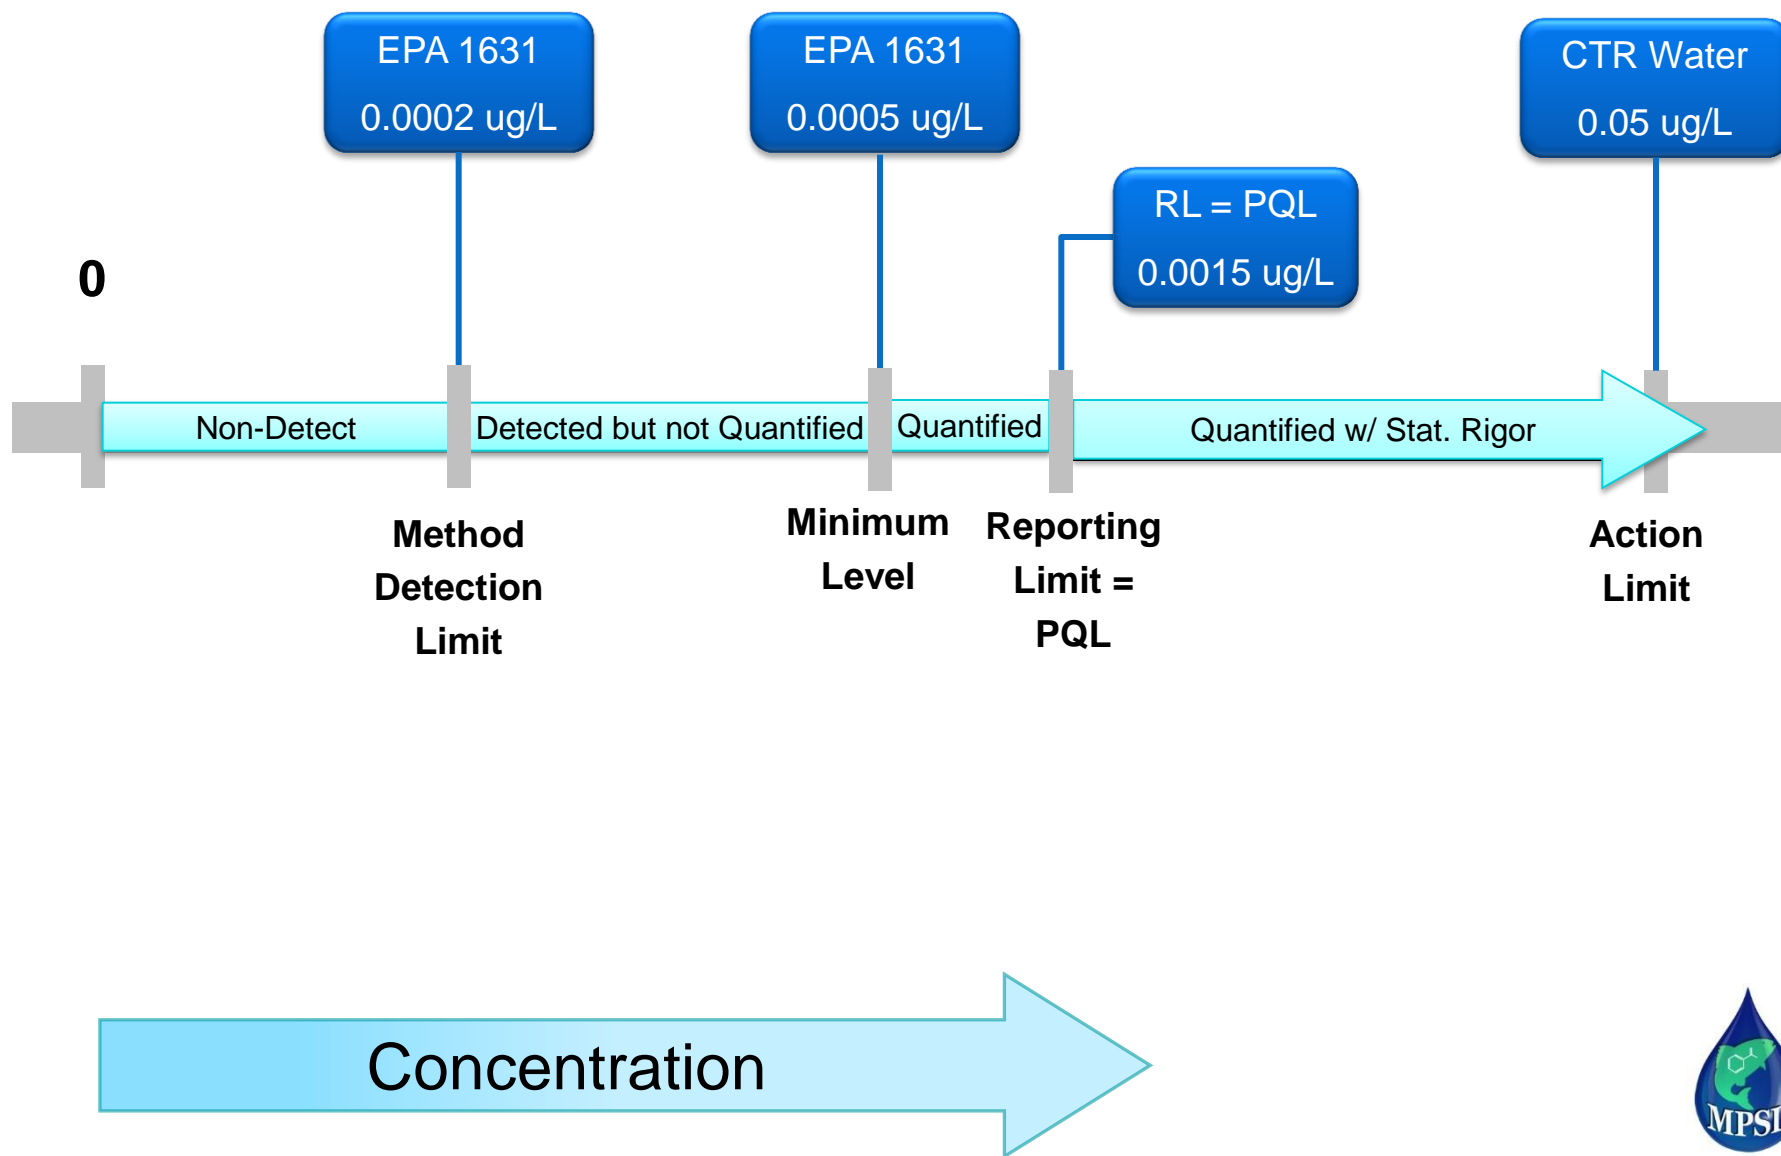 EPA 1631
0.0002 ug/L
EPA 1631
0.0005 ug/L
CTR Water
0.05 ug/L
RL = PQL
0.0015 ug/L
0
Non-Detect
Detected but not Quantified
Quantified
Quantified w/ Stat. Rigor
Method
Detection
Limit
Minimum
Level
Reporting
Limit =
PQL
Action
Limit
Concentration
MPSL